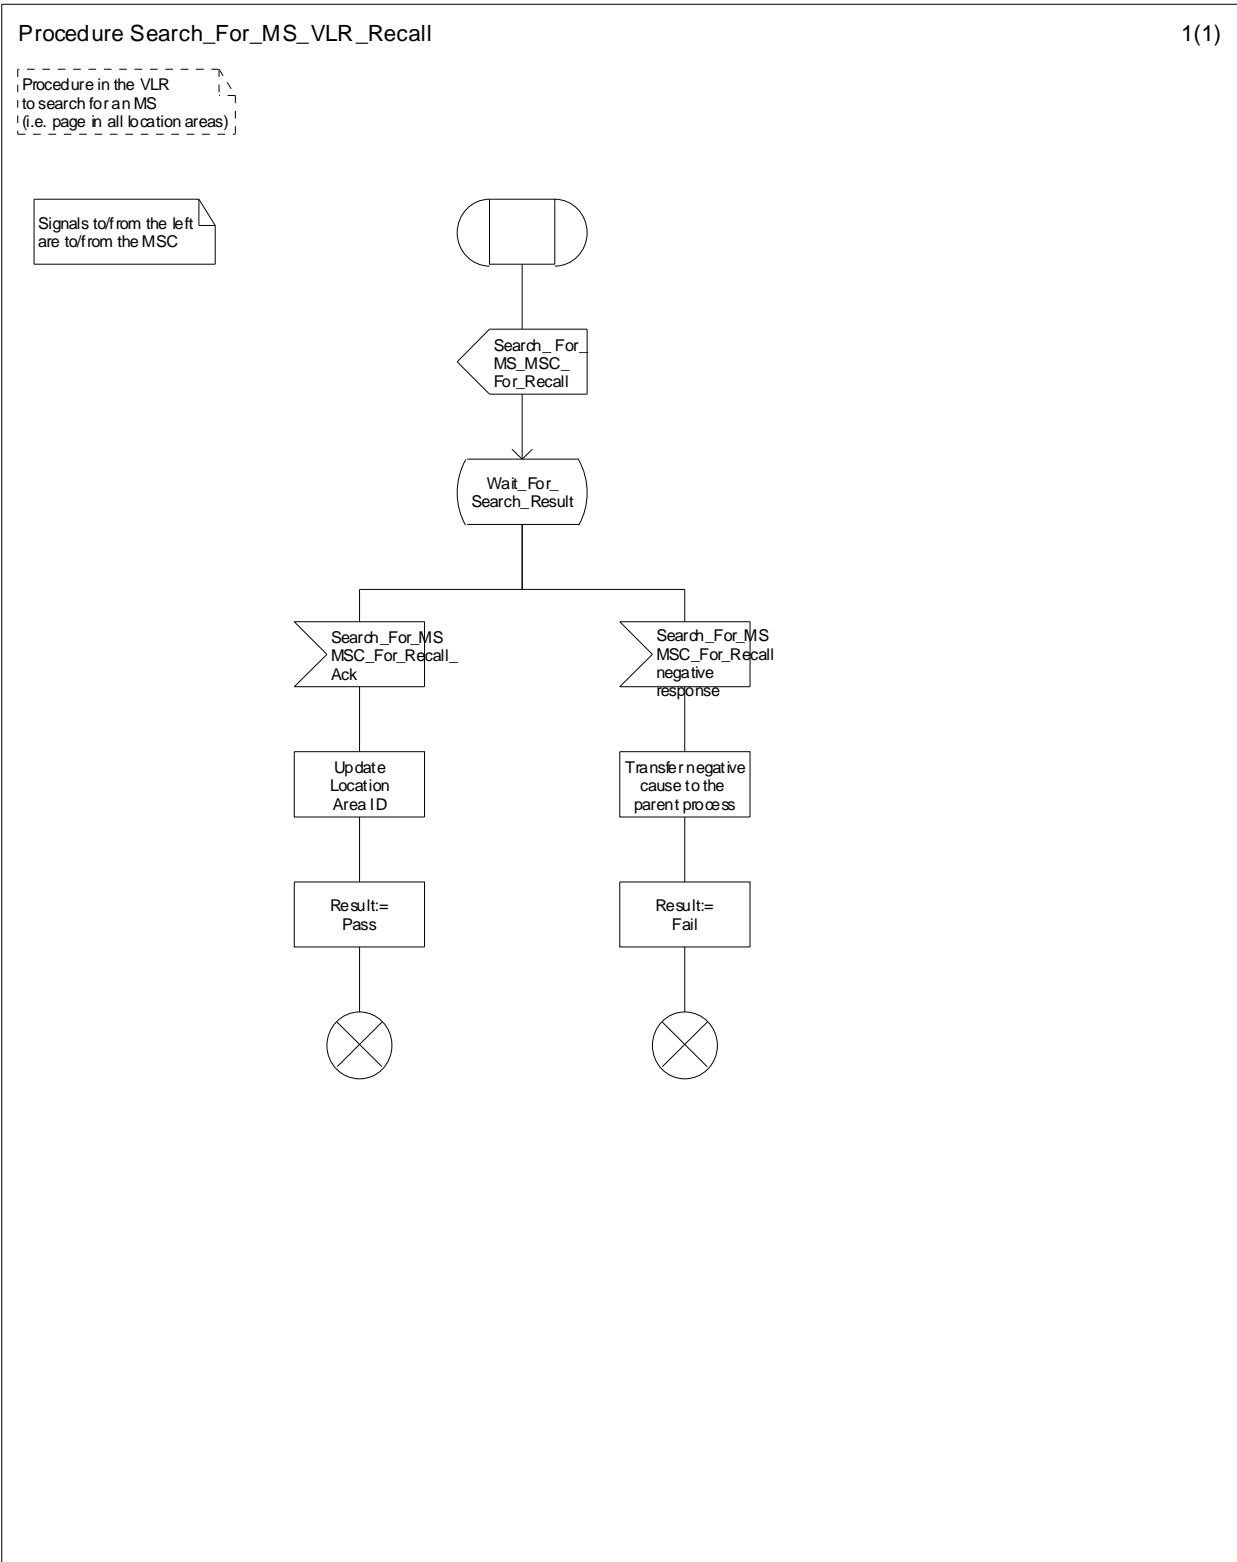 Procedure Search_For_MS_VLR_Recall
1(1)
Procedure in the VLR
to search for an MS
(i.e. page in all location areas)
Signals to/from the left
are to/from the MSC
Search_For_
MS_MSC_
For_Recall
Wait_For_
Search_Result
Search_For_MS
MSC_For_Recall_
Ack
Search_For_MS
MSC_For_Recall
negative
response
Update
Location
Area ID
Transfer negative
cause to the
parent process
Result:=
Pass
Result:=
Fail